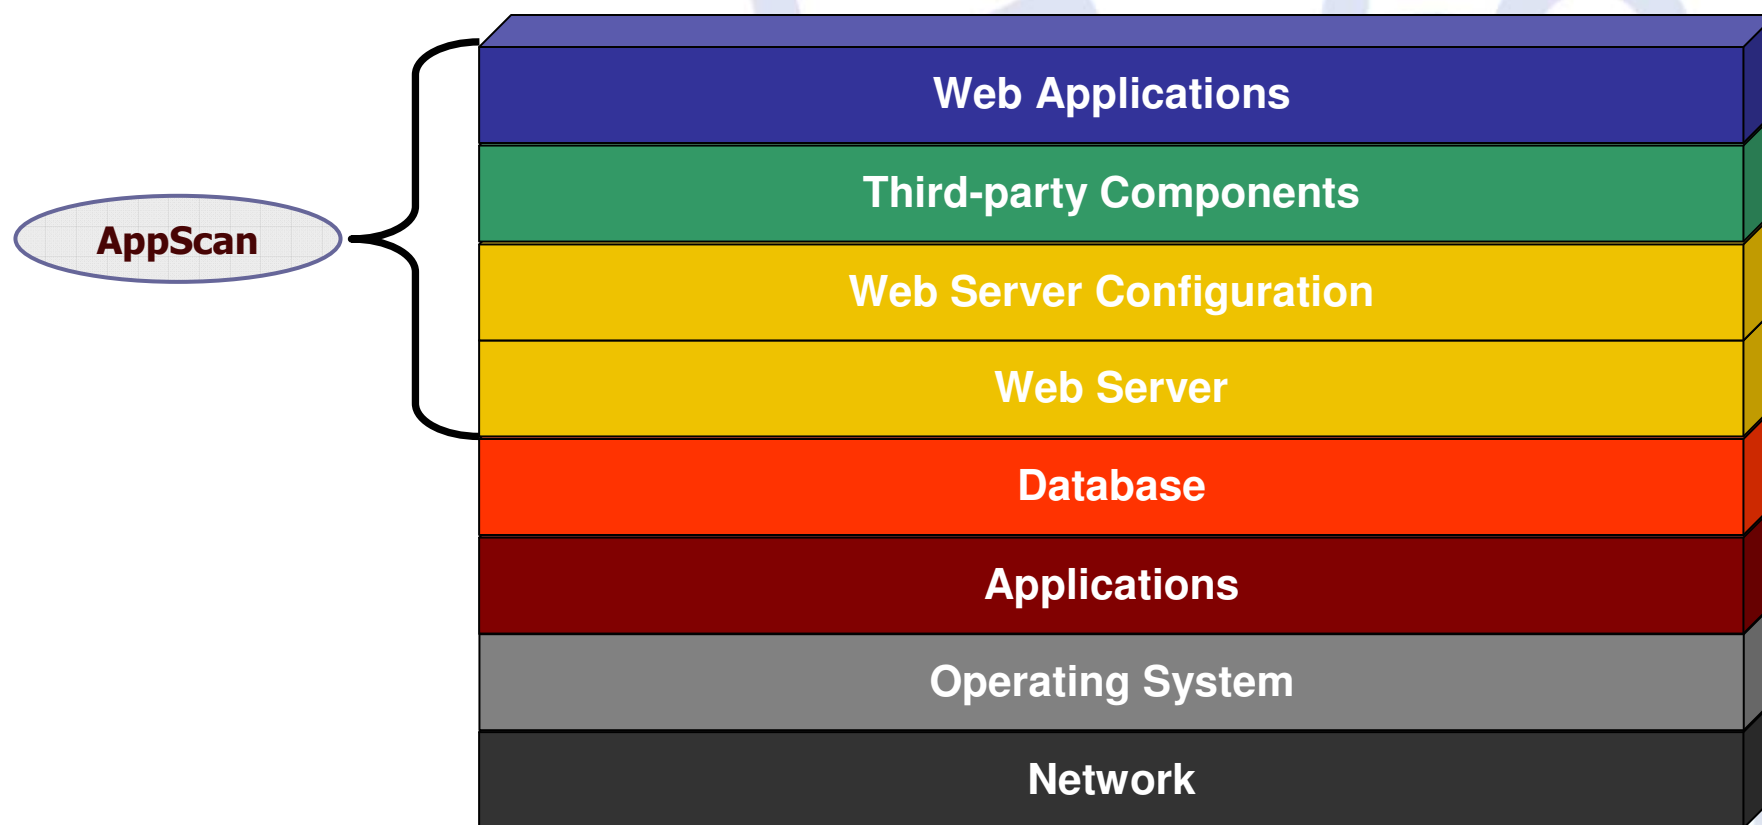 Web Applications
Third-party Components
AppScan
Web Server Configuration
Web Server
Database
Applications
Operating System
Network